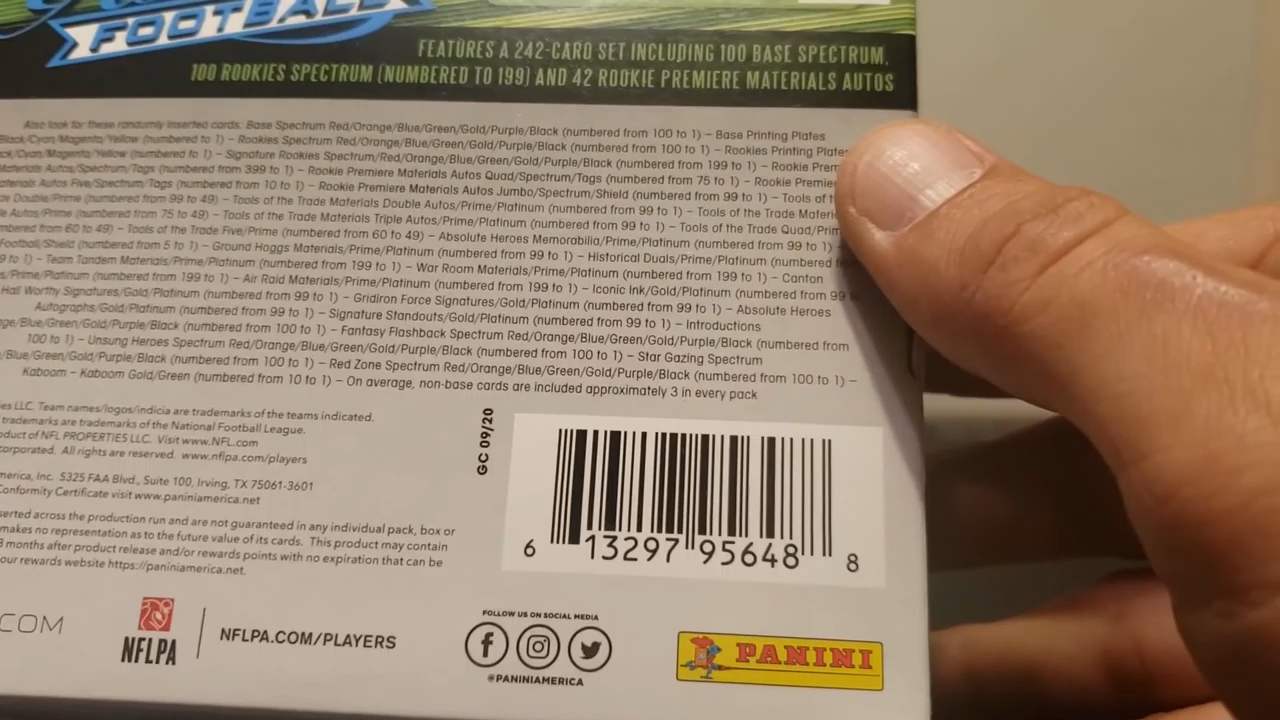 FOOTBALL
FEATURES A 242-CARD SET INCLUDING 100 BASE SPECTRUM,
100 ROOKIES SPECTRUM (NUMBERED TO 199) AND 42 ROOKIE PREMIERE MATERIALS AUTOS
Also look for these randomly inserted cards: Base Spectrum Red/Orange/Blue/Green/Gold/Purple/Black (numbered from 100 to 1) – Base Printing Plates
Black/Cyan/Magenta/Yellow (numbered to 1) – Rookies Spectrum Red/Orange/Blue/Green/Gold/Purple/Black (numbered from 100 to 1) – Rookies Printing Plates
/Cyan/Magenta/Yellow (numbered to 1) – Signature Rookies Spectrum/Red/Orange/Blue/Green/Gold/Purple/Black (numbered from 199 to 1) – Rookie Prem
Materials Autos/Spectrum/Tags (numbered from 399 to 1) – Rookie Premiere Materials Autos Quad/Spectrum/Tags (numbered from 75 to 1) – Rookie Premie
Materials Autos Five/Spectrum/Tags (numbered from 10 to 1) – Rookie Premiere Materials Autos Jumbo/Spectrum/Shield (numbered from 99 to 1) – Tools of
Double/Prime (numbered from 99 to 49) – Tools of the Trade Materials Double Autos/Prime/Platinum (numbered from 99 to 1) – Tools of the Trade Materi
Autos/Prime (numbered from 75 to 49) – Tools of the Trade Materials Triple Autos/Prime/Platinum (numbered from 99 to 1) – Tools of the Trade Quad/Prim
from 60 to 49) – Tools of the Trade Five/Prime (numbered from 60 to 49) – Absolute Heroes Memorabilia/Prime/Platinum (numbered from 99 to 1) –
Football/Shield (numbered from 5 to 1) – Ground Hoggs Materials/Prime/Platinum (numbered from 99 to 1) – Historical Duals/Prime/Platinum (numbered
to 1) – Team Tandem Materials/Prime/Platinum (numbered from 199 to 1) – War Room Materials/Prime/Platinum (numbered from 199 to 1) – Canton
/Prime/Platinum (numbered from 199 to 1) – Air Raid Materials/Prime/Platinum (numbered from 199 to 1) – Iconic Ink/Gold/Platinum (numbered from 99
Hall Worthy Signatures/Gold/Platinum (numbered from 99 to 1) – Gridiron Force Signatures/Gold/Platinum (numbered from 99 to 1) – Absolute Heroes
Autographs/Gold/Platinum (numbered from 99 to 1) – Signature Standouts/Gold/Platinum (numbered from 99 to 1) – Introductions
/Blue/Green/Gold/Purple/Black (numbered from 100 to 1) – Fantasy Flashback Spectrum Red/Orange/Blue/Green/Gold/Purple/Black (numbered from
100 to 1) – Unsung Heroes Spectrum Red/Orange/Blue/Green/Gold/Purple/Black (numbered from 100 to 1) – Star Gazing Spectrum
/Blue/Green/Gold/Purple/Black (numbered from 100 to 1) – Red Zone Spectrum Red/Orange/Blue/Green/Gold/Purple/Black (numbered from 100 to 1) –
Kaboom – Kaboom Gold/Green (numbered from 10 to 1) – On average, non-base cards are included approximately 3 in every pack
LLC. Team names/logos/indicia are trademarks of the teams indicated.
trademarks are trademarks of the National Football League.
oduct of NFL PROPERTIES LLC. Visit www.NFL.com
corporated. All rights are reserved. www.nflpa.com/players
merica, Inc. 5325 FAA Blvd., Suite 100, Irving, TX 75061-3601
Conformity Certificate visit www.paniniamerica.net
serted across the production run and are not guaranteed in any individual pack, box or
makes no representation as to the future value of its cards. This product may contain
3 months after product release and/or rewards points with no expiration that can be
our rewards website https://paniniamerica.net.
GC 09/20
6 13297 95648 8
COM
NFLPA
NFLPA.COM/PLAYERS
FOLLOW US ON SOCIAL MEDIA
@PANINIAMERICA
PANINI